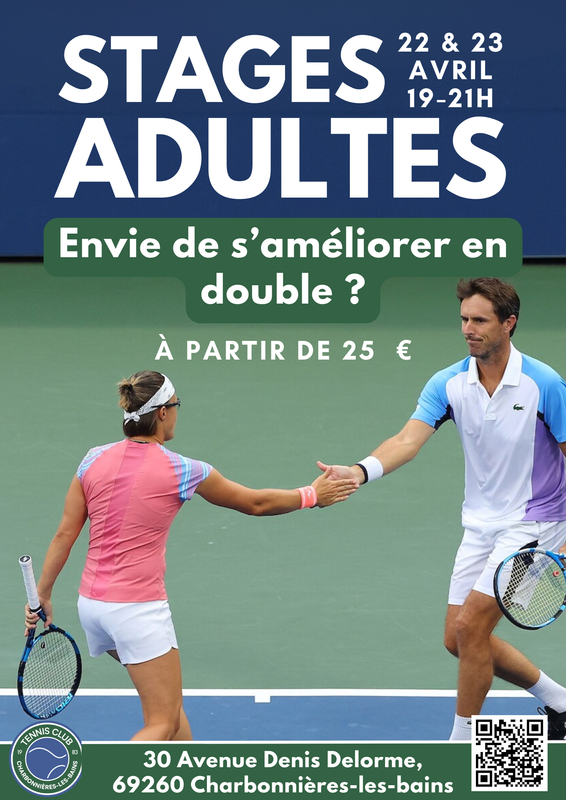 STAGES
22 & 23
AVRIL
19-21H
ADULTES
Envie de s’améliorer en
double ?
À PARTIR DE 25 €
TENNIS CLUB
CHARBONNIÈRES-LES-BAINS
30 Avenue Denis Delorme,
69260 Charbonnières-les-bains